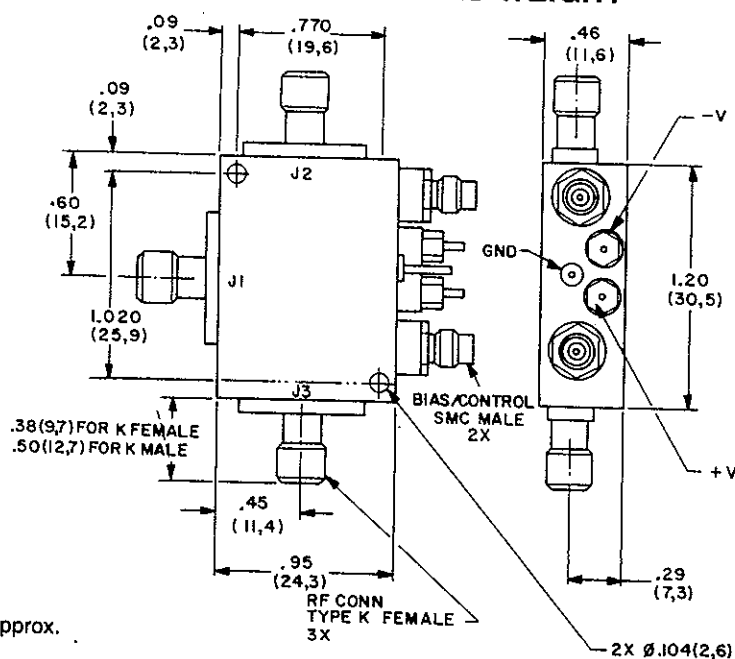 .09
(2,3)
.770
(19,6)
.46
(11,6)
.09
(2,3)
-V
J2
.60
(15,2)
GND
J1
1.20
(30,5)
1.020
(25,9)
J3
BIAS/CONTROL
SMC MALE
2X
.38(9,7) FOR K FEMALE
.50(12,7) FOR K MALE
+V
.45
(11,4)
.95
(24,3)
.29
(7,3)
RF CONN
TYPE K FEMALE
3X
pprox.
2X Ø.104(2,6)